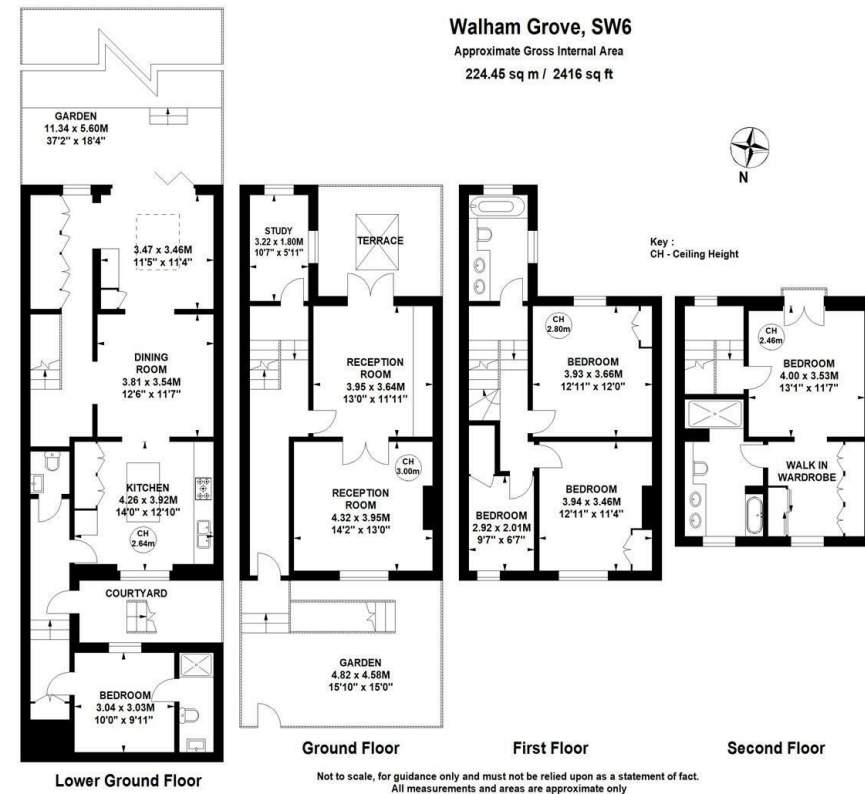 Walham Grove, SW6
Approximate Gross Internal Area
224.45 sq m / 2416 sq ft
N
Key :
CH - Ceiling Height
GARDEN
11.34 x 5.60M
37'2" x 18'4"
3.47 x 3.46M
11'5" x 11'4"
DINING
ROOM
3.81 x 3.54M
12'6" x 11'7"
KITCHEN
4.26 x 3.92M
14'0" x 12'10"
CH
2.64m
COURTYARD
BEDROOM
3.04 x 3.03M
10'0" x 9'11"
Lower Ground Floor
STUDY
3.22 x 1.80M
10'7" x 5'11"
TERRACE
RECEPTION
ROOM
3.95 x 3.64M
13'0" x 11'11"
CH
3.00m
RECEPTION
ROOM
4.32 x 3.95M
14'2" x 13'0"
GARDEN
4.82 x 4.58M
15'10" x 15'0"
Ground Floor
CH
2.80m
BEDROOM
3.93 x 3.66M
12'11" x 12'0"
BEDROOM
3.94 x 3.46M
12'11" x 11'4"
BEDROOM
2.92 x 2.01M
9'7" x 6'7"
First Floor
CH
2.46m
BEDROOM
4.00 x 3.53M
13'1" x 11'7"
WALK IN
WARDROBE
Second Floor
Not to scale, for guidance only and must not be relied upon as a statement of fact.
All measurements and areas are approximate only